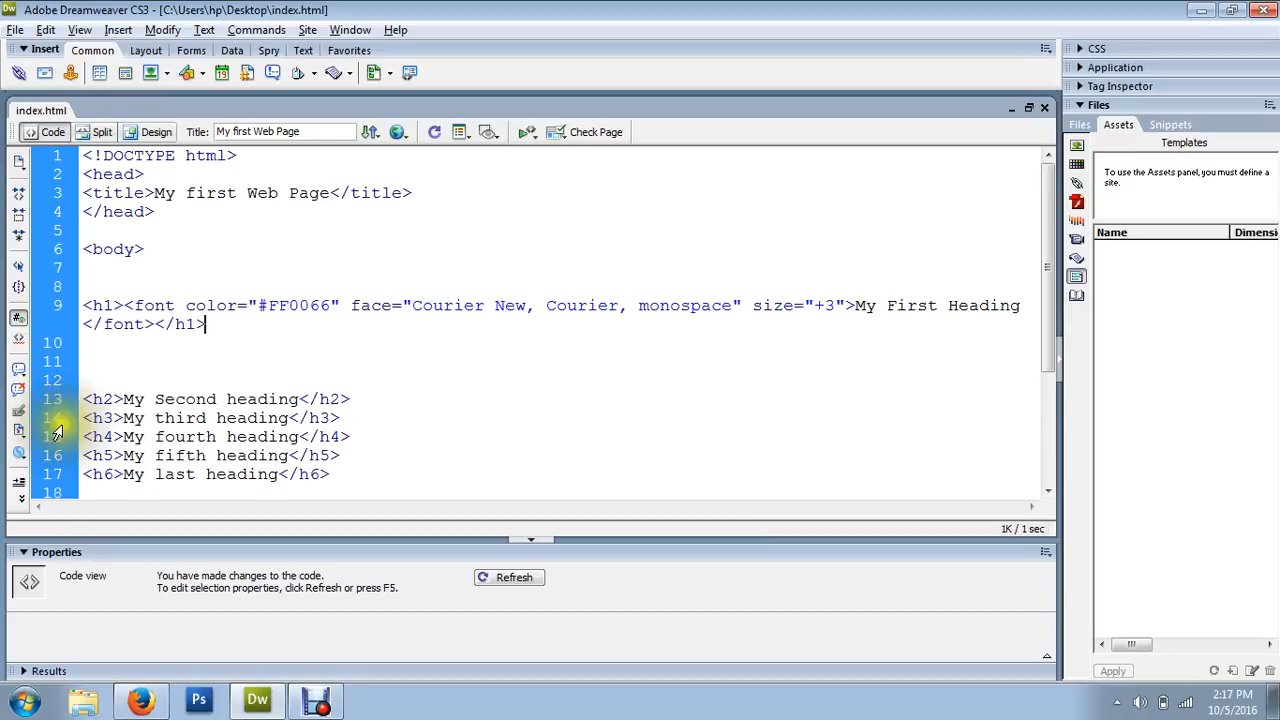 Adobe Dreamweaver CS3 - [C:\Users\hp\Desktop\index.html]
File Edit View Insert Modify Text Commands Site Window Help
Insert Common Layout Forms Data Spry Text Favorites
index.html
Code Split Design Title: My first Web Page Check Page
1 <!DOCTYPE html>
2 <head>
3 <title>My first Web Page</title>
4 </head>
5
6 <body>
7
8
9 <h1><font color="#FF0066" face="Courier New, Courier, monospace" size="+3">My First Heading
</font></h1>
10
11
12
13 <h2>My Second heading</h2>
14 <h3>My third heading</h3>
<h4>My fourth heading</h4>
16 <h5>My fifth heading</h5>
17 <h6>My last heading</h6>
18
1K / 1 sec
Properties
Code view
You have made changes to the code.
To edit selection properties, click Refresh or press F5.
Refresh
Results
CSS
Application
Tag Inspector
Files
Files Assets Snippets
Templates
To use the Assets panel, you must define a
site.
Name Dimensi
Apply
Ps Dw
2:17 PM
10/5/2016